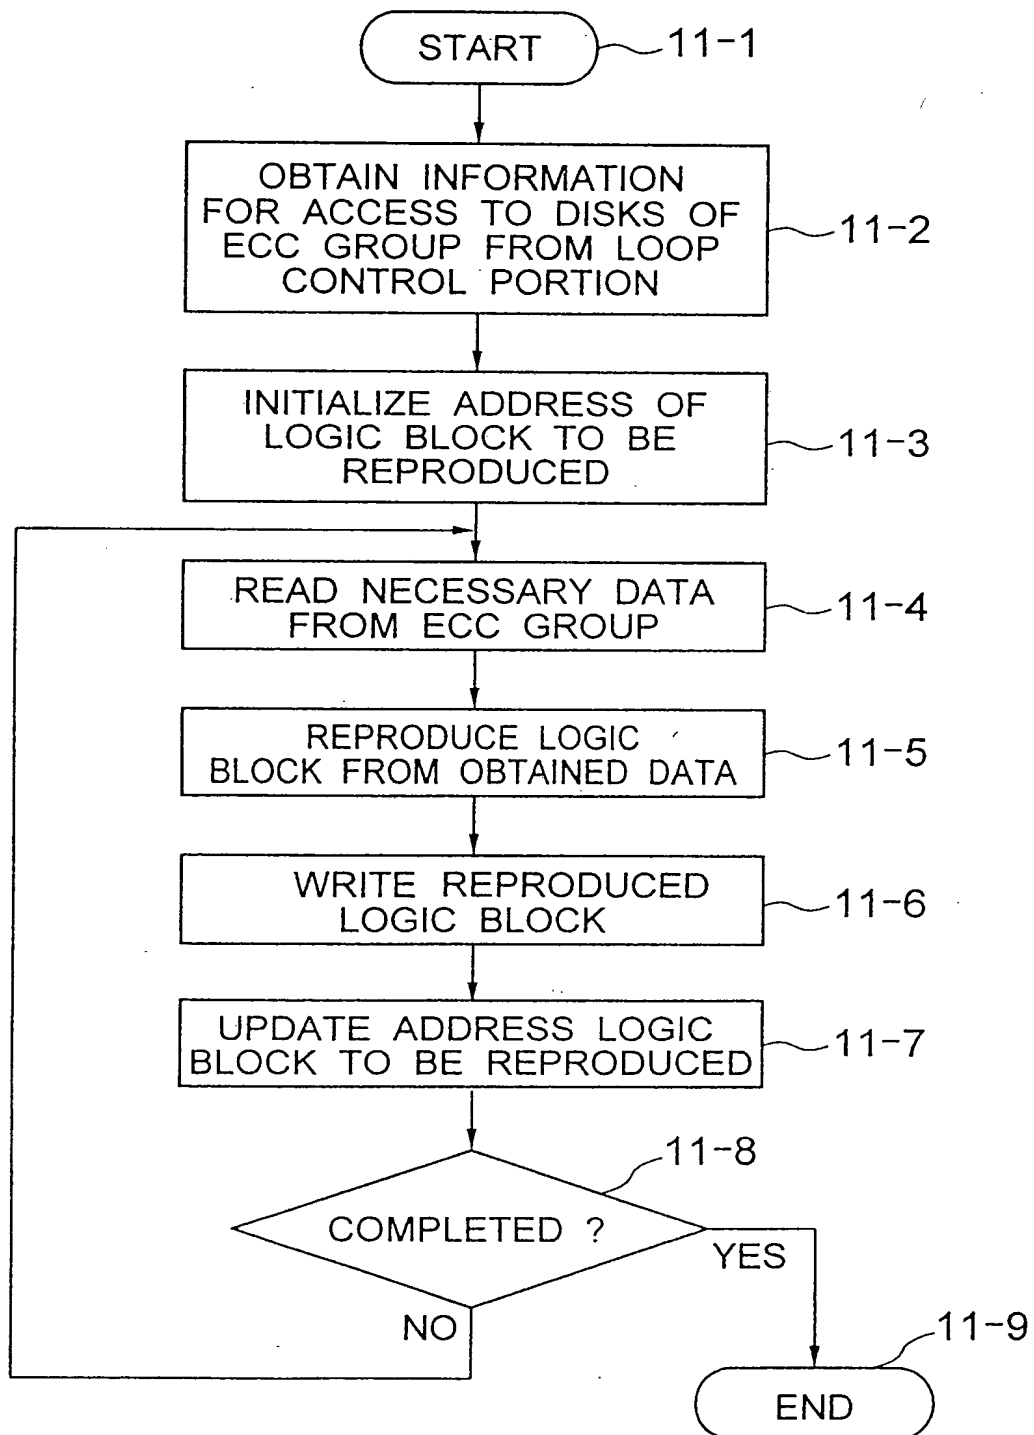 START
11-1
OBTAIN INFORMATION
FOR ACCESS TO DISKS OF
ECC GROUP FROM LOOP
CONTROL PORTION
11-2
INITIALIZE ADDRESS OF
LOGIC BLOCK TO BE
REPRODUCED
11-3
READ NECESSARY DATA
FROM ECC GROUP
11-4
REPRODUCE LOGIC
BLOCK FROM OBTAINED DATA
11-5
WRITE REPRODUCED
LOGIC BLOCK
11-6
UPDATE ADDRESS LOGIC
BLOCK TO BE REPRODUCED
11-7
11-8
COMPLETED ?
YES
NO
11-9
END